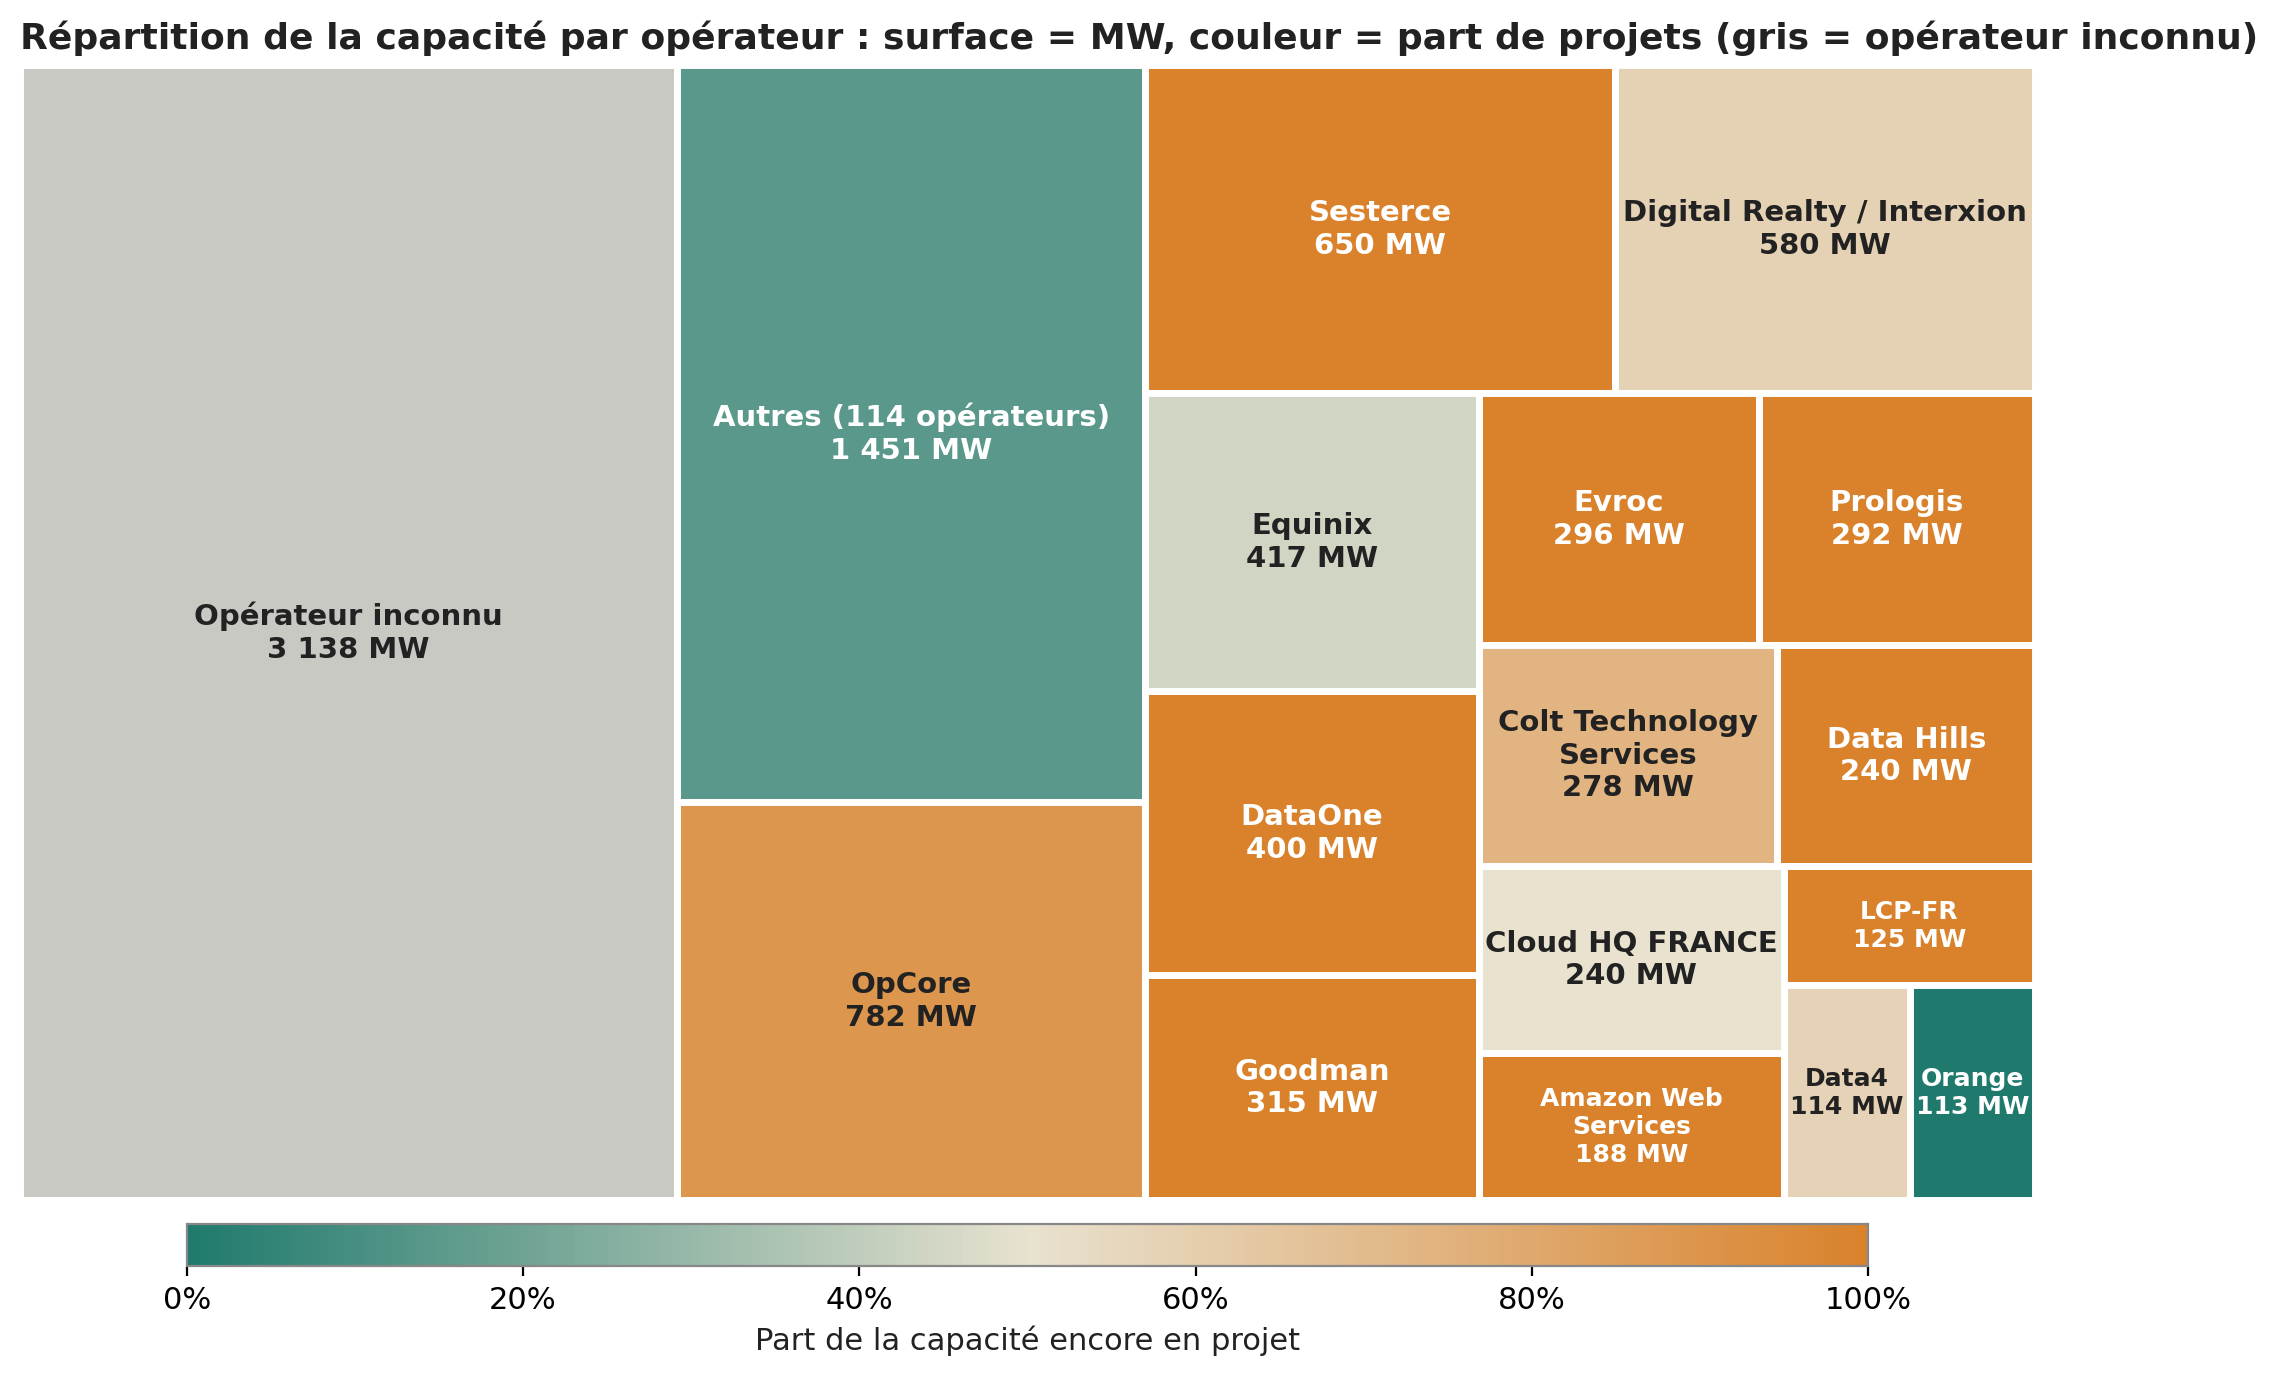 Répartition de la capacité par opérateur : surface = MW, couleur = part de projets (gris = opérateur inconnu)
Opérateur inconnu
3 138 MW
Autres (114 opérateurs)
1 451 MW
OpCore
782 MW
Sesterce
650 MW
Digital Realty / Interxion
580 MW
Equinix
417 MW
DataOne
400 MW
Goodman
315 MW
Evroc
296 MW
Prologis
292 MW
Colt Technology
Services
278 MW
Data Hills
240 MW
Cloud HQ FRANCE
240 MW
Amazon Web
Services
188 MW
LCP-FR
125 MW
Data4
114 MW
Orange
113 MW
0%
20%
40%
60%
80%
100%
Part de la capacité encore en projet